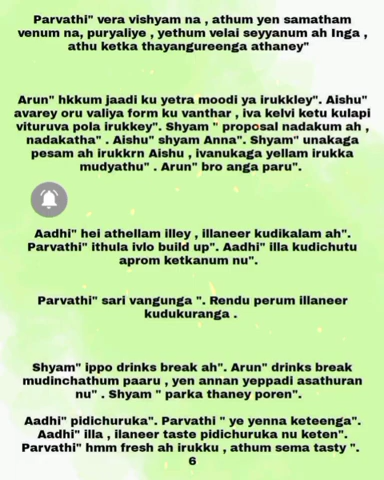 Parvathi" vera vishyam na , athum yen samatham
venum na, puryaliye , yethum velai seyyanum ah Inga ,
athu ketka thayangureenga athaney"
Arun" hkkum jaadi ku yetra moodi ya irukkley". Aishu"
avarey oru valiya form ku vanthar , iva kelvi ketu kulapi
vituruva pola irukkey". Shyam " proposal nadakum ah ,
nadakatha" . Aishu" shyam Anna". Shyam" unakaga
pesam ah irukkrn Aishu , ivanukaga yellam irukka
mudyathu" . Arun" bro anga paru".
Aadhi" hei athellam illey , illaneer kudikalam ah".
Parvathi" ithula ivlo build up". Aadhi" illa kudichutu
aprom ketkanum nu".
Parvathi" sari vangunga ". Rendu perum illaneer
kudukuranga .
Shyam" ippo drinks break ah". Arun" drinks break
mudinchathum paaru , yen annan yeppadi asathuran
nu" . Shyam " parka thaney poren".
Aadhi" pidichuruka". Parvathi " ye yenna keteenga".
Aadhi" illa , ilaneer taste pidichuruka nu keten".
Parvathi" hmm fresh ah irukku , athum sema tasty ".
6